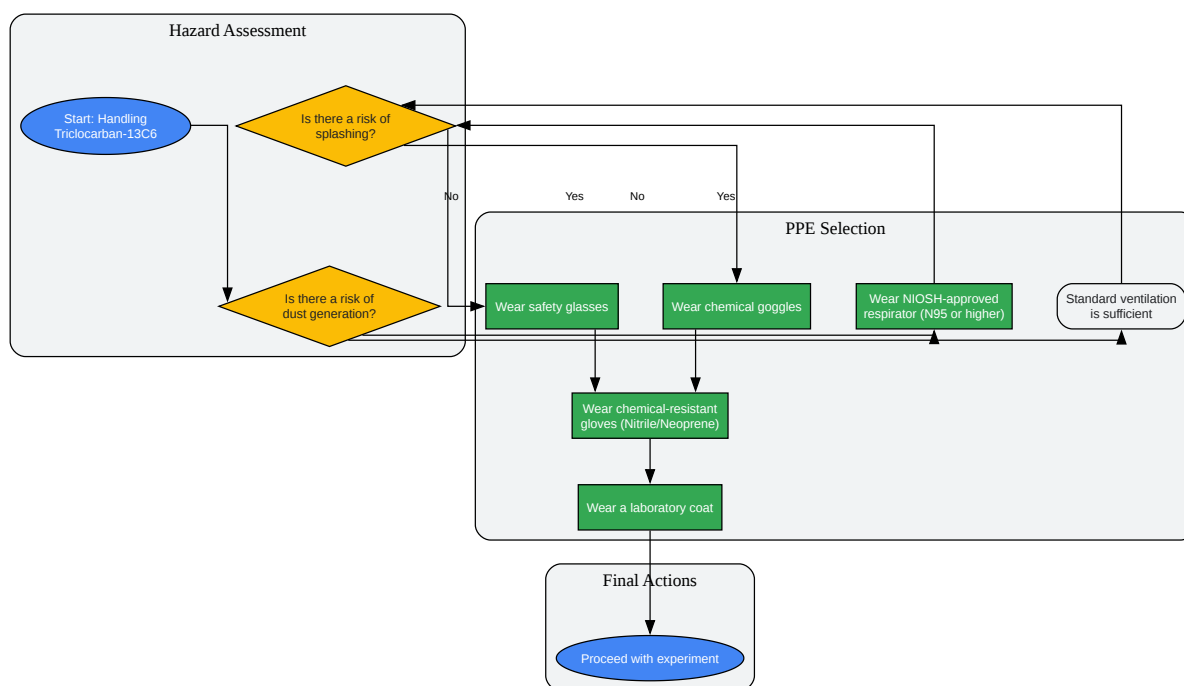 Hazard Assessment
Start: Handling
Triclocarban-13C6
Is there a risk of
splashing?
No
Yes
No
Yes
PPE Selection
Is there a risk of
dust generation?
Wear safety glasses
Wear chemical goggles
Wear NIOSH-approved
respirator (N95 or higher)
Standard ventilation
is sufficient
Wear chemical-resistant
gloves (Nitrile/Neoprene)
Wear a laboratory coat
Final Actions
Proceed with experiment